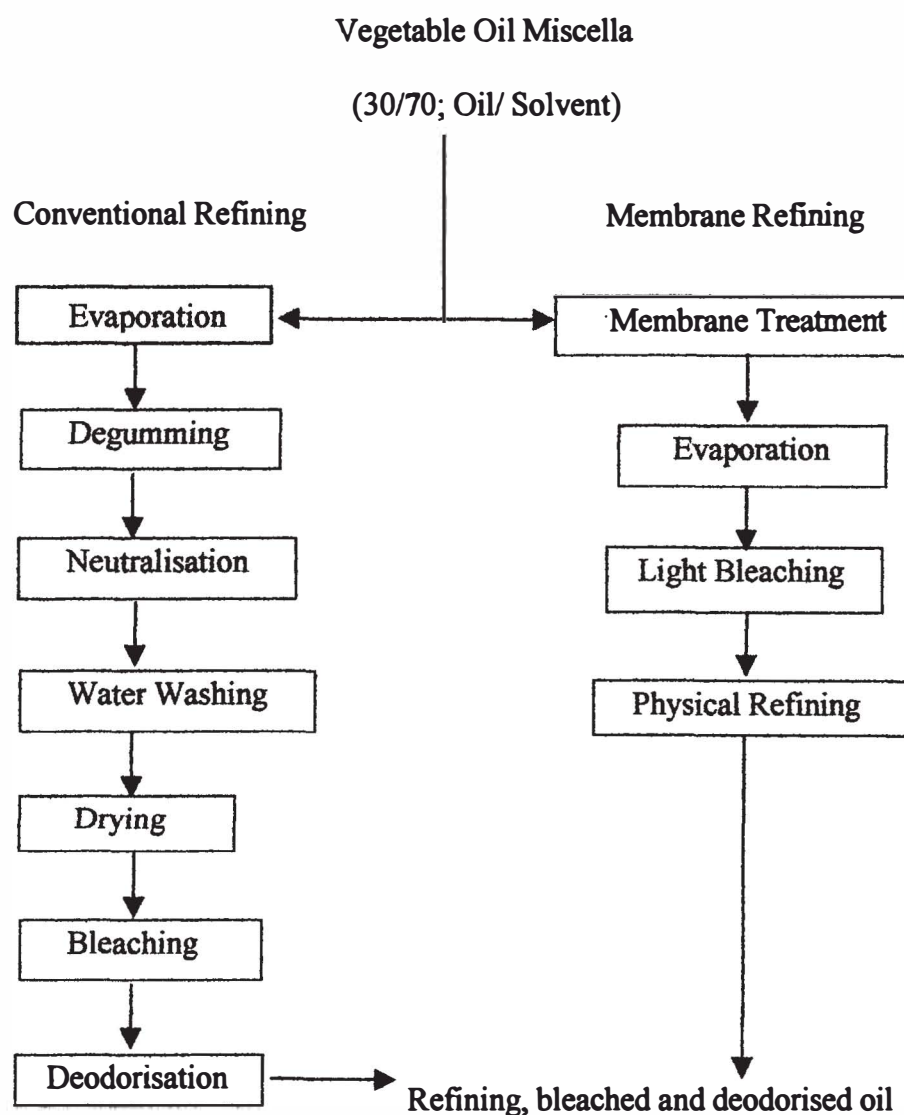 Vegetable Oil Miscella
(30/70; Oil/ Solvent)
Conventional Refining
Membrane Refining
Evaporation
Membrane Treatment
Degumming
Evaporation
Neutralisation
Light Bleaching
Water Washing
Physical Refining
Drying
Bleaching
Deodorisation
Refining, bleached and deodorised oil